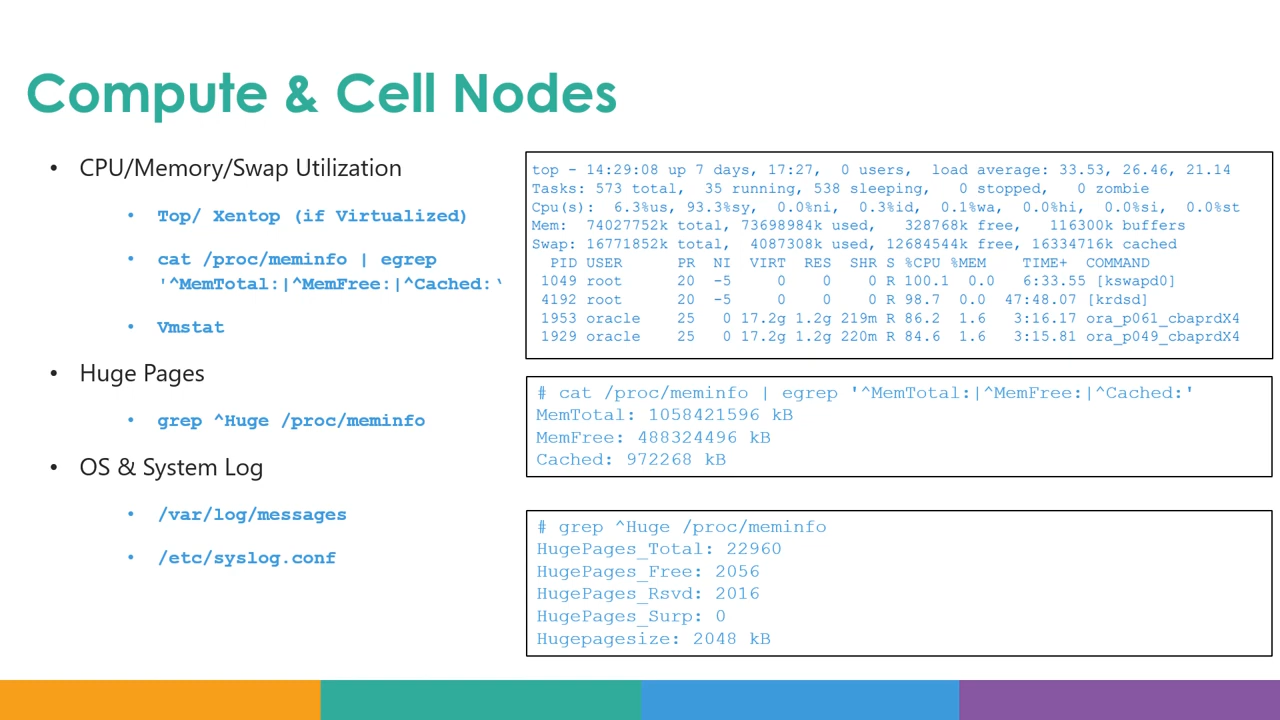 Compute & Cell Nodes
• CPU/Memory/Swap Utilization
• Top/ Xentop (if Virtualized)
• cat /proc/meminfo | egrep
'^MemTotal:|^MemFree:|^Cached:'
• Vmstat
• Huge Pages
• grep ^Huge /proc/meminfo
• OS & System Log
• /var/log/messages
• /etc/syslog.conf
top - 14:29:08 up 7 days, 17:27,  0 users,  load average: 33.53, 26.46, 21.14
Tasks: 573 total,  35 running, 538 sleeping,   0 stopped,   0 zombie
Cpu(s):  6.3%us, 93.3%sy,  0.0%ni,  0.3%id,  0.1%wa,  0.0%hi,  0.0%si,  0.0%st
Mem:  74027752k total, 73698984k used,   328768k free,   116300k buffers
Swap: 16771852k total,  4087308k used, 12684544k free, 16334716k cached
PID USER      PR  NI  VIRT  RES  SHR S %CPU %MEM    TIME+  COMMAND
1049 root      20  -5     0    0    0 R 100.1  0.0   6:33.55 [kswapd0]
4192 root      20  -5     0    0    0 R 98.7  0.0  47:48.07 [krdsd]
1953 oracle    25   0 17.2g 1.2g 219m R 86.2  1.6   3:16.17 ora_p061_cbaprdX4
1929 oracle    25   0 17.2g 1.2g 220m R 84.6  1.6   3:15.81 ora_p049_cbaprdX4
# cat /proc/meminfo | egrep '^MemTotal:|^MemFree:|^Cached:'
MemTotal: 1058421596 kB
MemFree: 488324496 kB
Cached: 972268 kB
# grep ^Huge /proc/meminfo
HugePages_Total: 22960
HugePages_Free: 2056
HugePages_Rsvd: 2016
HugePages_Surp: 0
Hugepagesize: 2048 kB